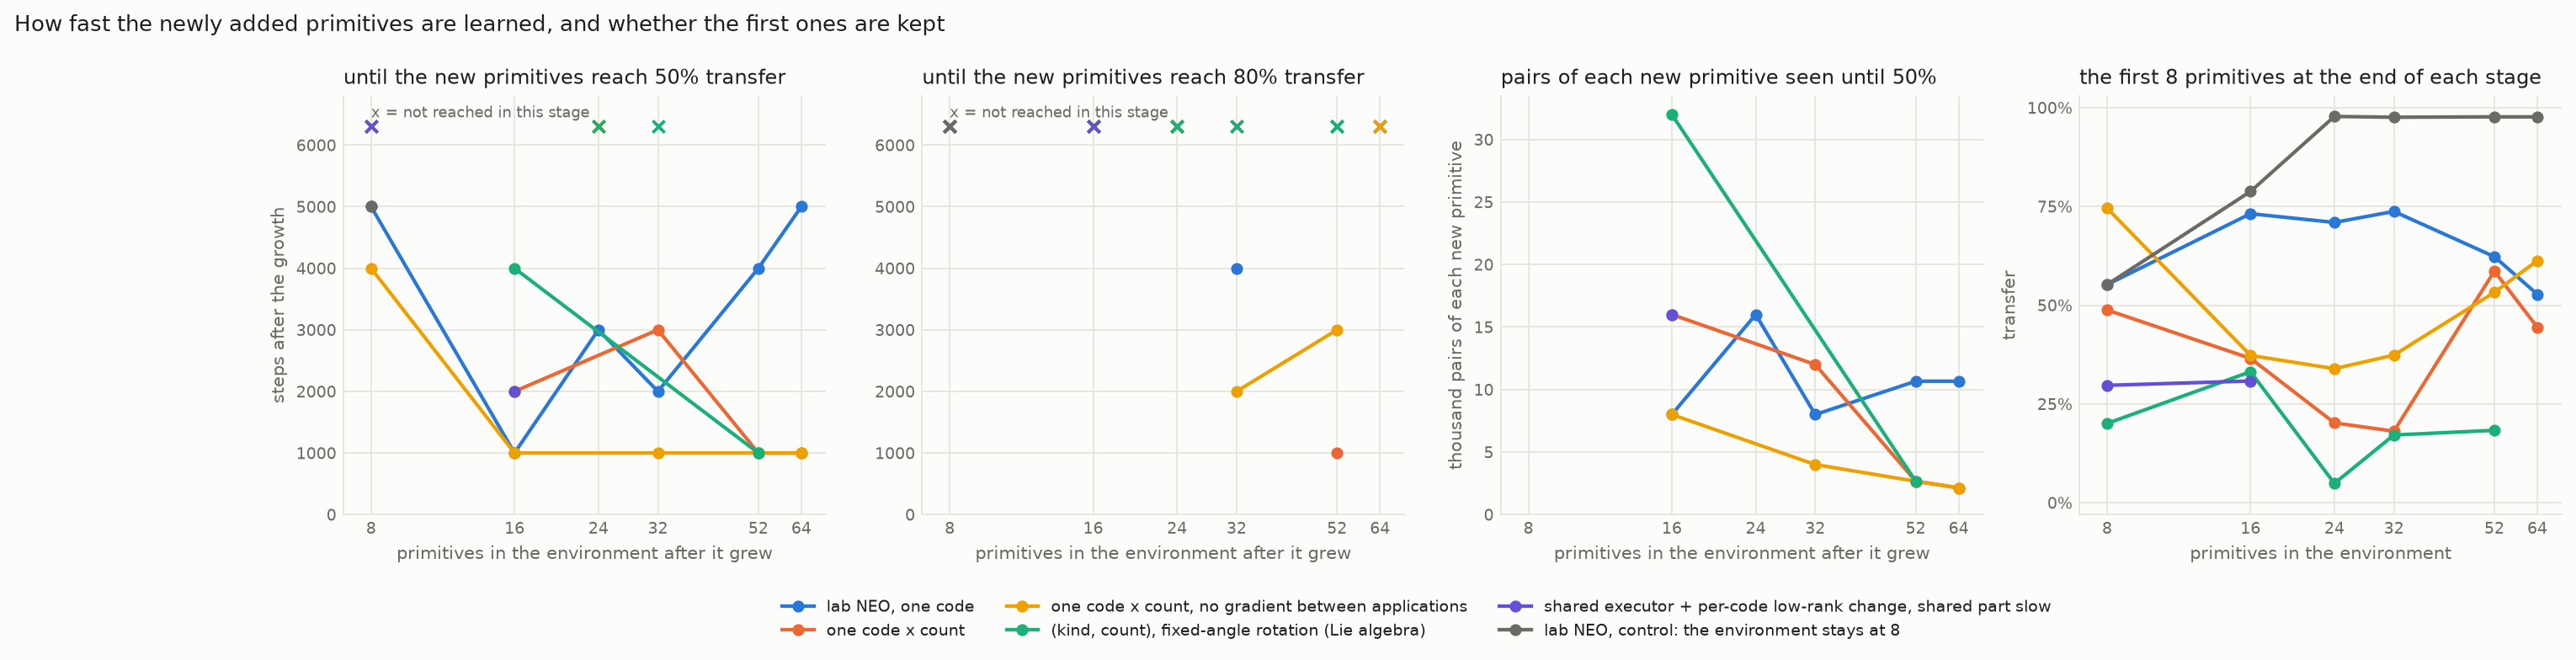 How fast the newly added primitives are learned, and whether the first ones are kept
until the new primitives reach 50% transfer
x = not reached in this stage
steps after the growth
6000
5000
4000
3000
2000
1000
0
8 16 24 32 52 64
primitives in the environment after it grew
until the new primitives reach 80% transfer
x = not reached in this stage
6000
5000
4000
3000
2000
1000
0
8 16 24 32 52 64
primitives in the environment after it grew
pairs of each new primitive seen until 50%
thousand pairs of each new primitive
30
25
20
15
10
5
0
8 16 24 32 52 64
primitives in the environment after it grew
the first 8 primitives at the end of each stage
transfer
100%
75%
50%
25%
0%
8 16 24 32 52 64
primitives in the environment
lab NEO, one code
one code x count
one code x count, no gradient between applications
(kind, count), fixed-angle rotation (Lie algebra)
shared executor + per-code low-rank change, shared part slow
lab NEO, control: the environment stays at 8